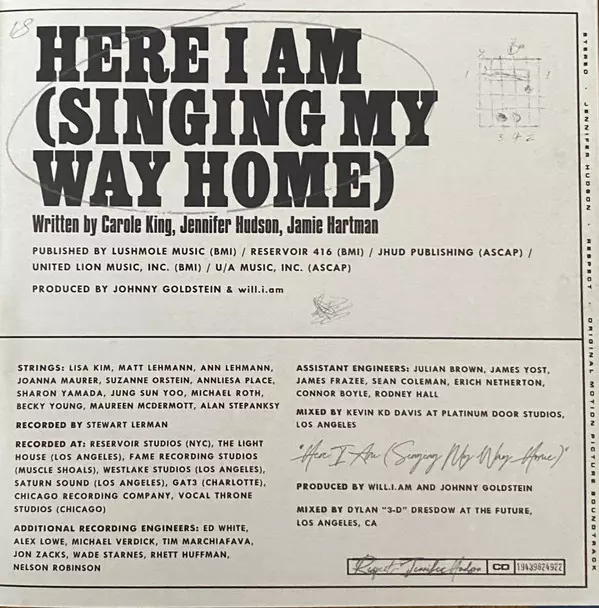 HERE I AM
(SINGING MY
WAY HOME)
Written by Carole King, Jennifer Hudson, Jamie Hartman
PUBLISHED BY LUSHMOLE MUSIC (BMI) / RESERVOIR 416 (BMI) / JHUD PUBLISHING (ASCAP) /
UNITED LION MUSIC, INC. (BMI) / U/A MUSIC, INC. (ASCAP)
PRODUCED BY JOHNNY GOLDSTEIN & will.i.am
STRINGS: LISA KIM, MATT LEHMANN, ANN LEHMANN,
JOANNA MAURER, SUZANNE ORSTEIN, ANNLIESA PLACE,
SHARON YAMADA, JUNG SUN YOO, MICHAEL ROTH,
BECKY YOUNG, MAUREEN MCDERMOTT, ALAN STEPANKSY
RECORDED BY STEWART LERMAN
RECORDED AT: RESERVOIR STUDIOS (NYC), THE LIGHT
HOUSE (LOS ANGELES), FAME RECORDING STUDIOS
(MUSCLE SHOALS), WESTLAKE STUDIOS (LOS ANGELES),
SATURN SOUND (LOS ANGELES), GAT3 (CHARLOTTE),
CHICAGO RECORDING COMPANY, VOCAL THRONE
STUDIOS (CHICAGO)
ADDITIONAL RECORDING ENGINEERS: ED WHITE,
ALEX LOWE, MICHAEL VERDICK, TIM MARCHIAFAVA,
JON ZACKS, WADE STARNES, RHETT HUFFMAN,
NELSON ROBINSON
ASSISTANT ENGINEERS: JULIAN BROWN, JAMES YOST,
JAMES FRAZEE, SEAN COLEMAN, ERICH NETHERTON,
CONNOR BOYLE, RODNEY HALL
MIXED BY KEVIN KD DAVIS AT PLATINUM DOOR STUDIOS,
LOS ANGELES
"Here I Am (Singing My Way Home)"
PRODUCED BY WILL.I.AM AND JOHNNY GOLDSTEIN
MIXED BY DYLAN "3-D" DRESDOW AT THE FUTURE,
LOS ANGELES, CA
Respect - Jennifer Hudson CD 19439824922
STEREO · JENNIFER HUDSON · RESPECT · ORIGINAL MOTION PICTURE SOUNDTRACK